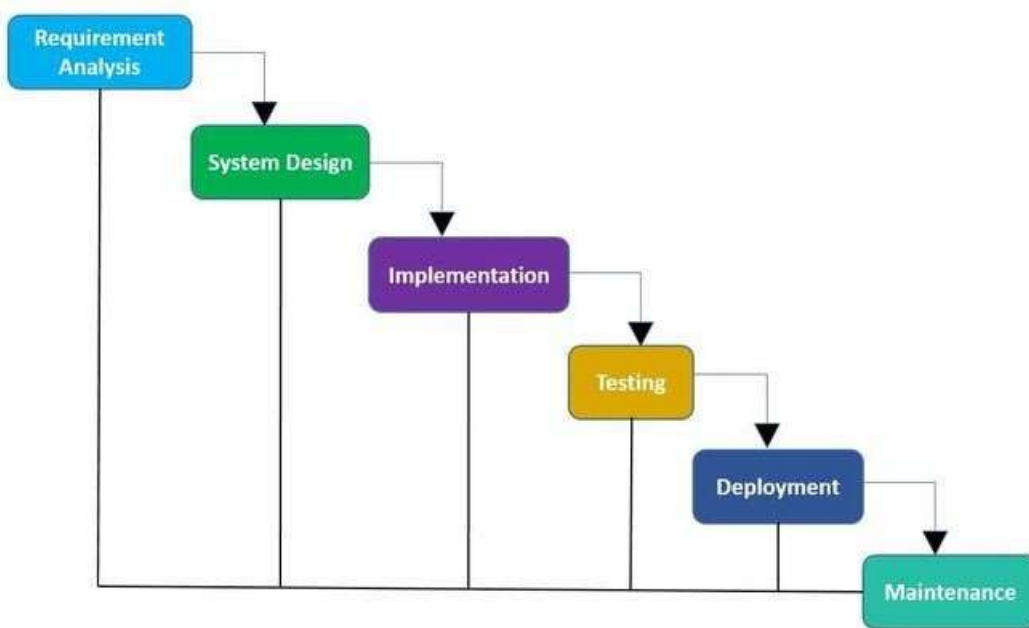 Requirement
Analysis
System Design
Implementation
Testing
Deployment
Maintenance